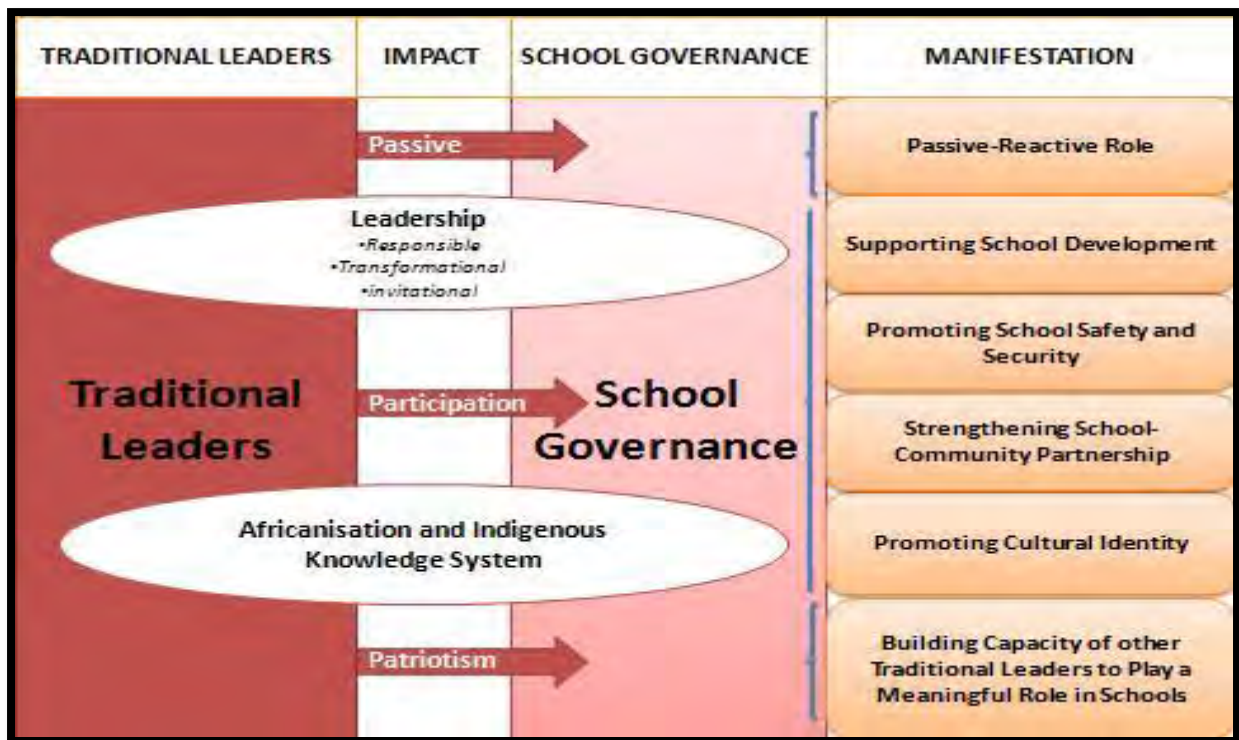 TRADITIONAL LEADERS
IMPACT
SCHOOL GOVERNANCE
MANIFESTATION
Passive
Passive-Reactive Role
Leadership
•Responsible
•Transformational
•invitational
Supporting School Development
Promoting School Safety and
Security
Traditional
Leaders
Participation
School
Governance
Strengthening School-
Community Partnership
Africanisation and Indigenous
Knowledge System
Promoting Cultural Identity
Patriotism
Building Capacity of other
Traditional Leaders to Play a
Meaningful Role in Schools